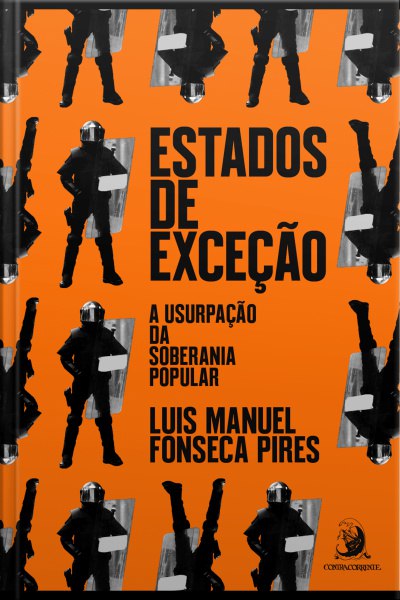 ESTADOS
DE
EXCEÇÃO
A USURPAÇÃO
DA
SOBERANIA
POPULAR
LUIS MANUEL
FONSECA PIRES
CONTRACORRENTE